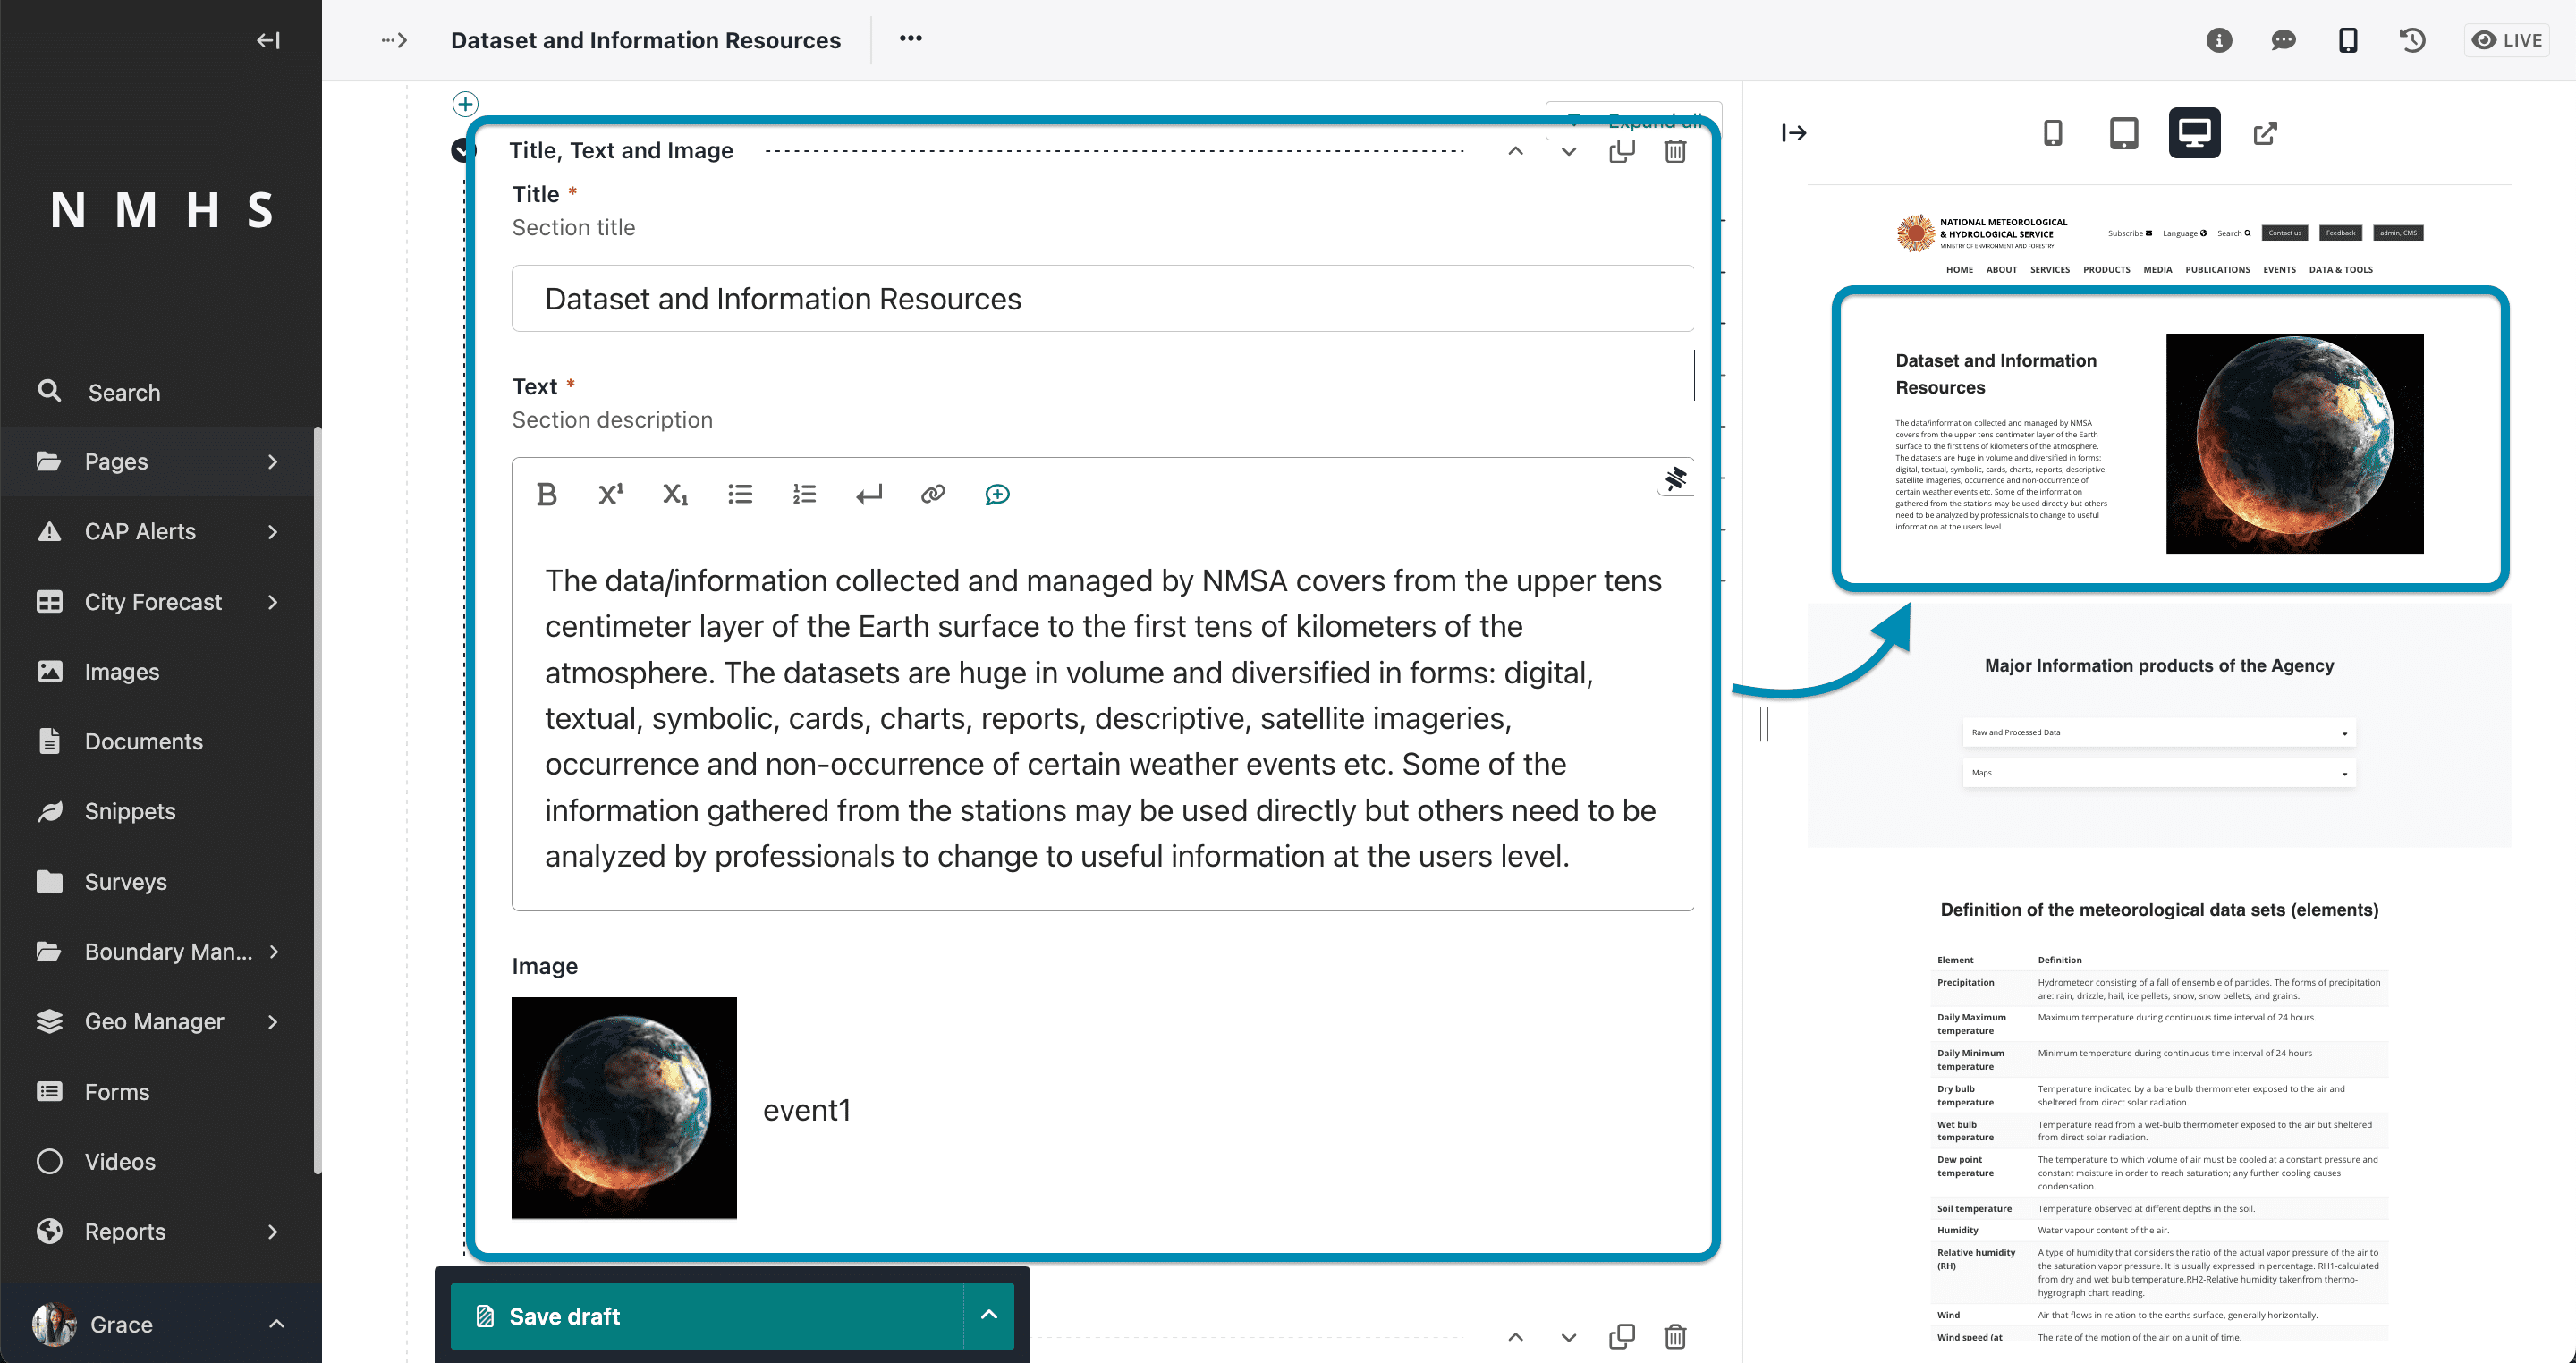 NMHS
Search
Pages
CAP Alerts
City Forecast
Images
Documents
Snippets
Surveys
Boundary Man...
Geo Manager
Forms
Videos
Reports
Grace
Dataset and Information Resources
LIVE
Expand all
Title, Text and Image
Title *
Section title
Dataset and Information Resources
Text *
Section description
The data/information collected and managed by NMSA covers from the upper tens
centimeter layer of the Earth surface to the first tens of kilometers of the
atmosphere. The datasets are huge in volume and diversified in forms: digital,
textual, symbolic, cards, charts, reports, descriptive, satellite imageries,
occurrence and non-occurrence of certain weather events etc. Some of the
information gathered from the stations may be used directly but others need to be
analyzed by professionals to change to useful information at the users level.
Image
event1
Save draft
NATIONAL METEOROLOGICAL
& HYDROLOGICAL SERVICE
MINISTRY OF ENVIRONMENT AND FORESTRY
Subscribe Language Search Contact us Feedback admin, CMS
HOME ABOUT SERVICES PRODUCTS MEDIA PUBLICATIONS EVENTS DATA & TOOLS
Dataset and Information
Resources
The data/information collected and managed by NMSA
covers from the upper tens centimeter layer of the Earth
surface to the first tens of kilometers of the atmosphere.
The datasets are huge in volume and diversified in forms:
digital, textual, symbolic, cards, charts, reports, descriptive,
satellite imageries, occurrence and non-occurrence of
certain weather events etc. Some of the information
gathered from the stations may be used directly but others
need to be analyzed by professionals to change to useful
information at the users level.
Major Information products of the Agency
Raw and Processed Data
Maps
Definition of the meteorological data sets (elements)
Element Definition
Precipitation Hydrometeor consisting of a fall of ensemble of particles. The forms of precipitation
are: rain, drizzle, hail, ice pellets, snow, snow pellets, and grains.
Daily Maximum Maximum temperature during continuous time interval of 24 hours.
temperature
Daily Minimum Minimum temperature during continuous time interval of 24 hours
temperature
Dry bulb Temperature indicated by a bare bulb thermometer exposed to the air and
temperature sheltered from direct solar radiation.
Wet bulb Temperature read from a wet-bulb thermometer exposed to the air but sheltered
temperature from direct solar radiation.
Dew point The temperature to which volume of air must be cooled at a constant pressure and
temperature constant moisture in order to reach saturation; any further cooling causes
condensation.
Soil temperature Temperature observed at different depths in the soil.
Humidity Water vapour content of the air.
Relative humidity A type of humidity that considers the ratio of the actual vapor pressure of the air to
(RH) the saturation vapor pressure. It is usually expressed in percentage. RH1-calculated
from dry and wet bulb temperature.RH2-Relative humidity takenfrom thermo-
hygrograph chart reading.
Wind Air that flows in relation to the earths surface, generally horizontally.
Wind speed (at The rate of the motion of the air on a unit of time.